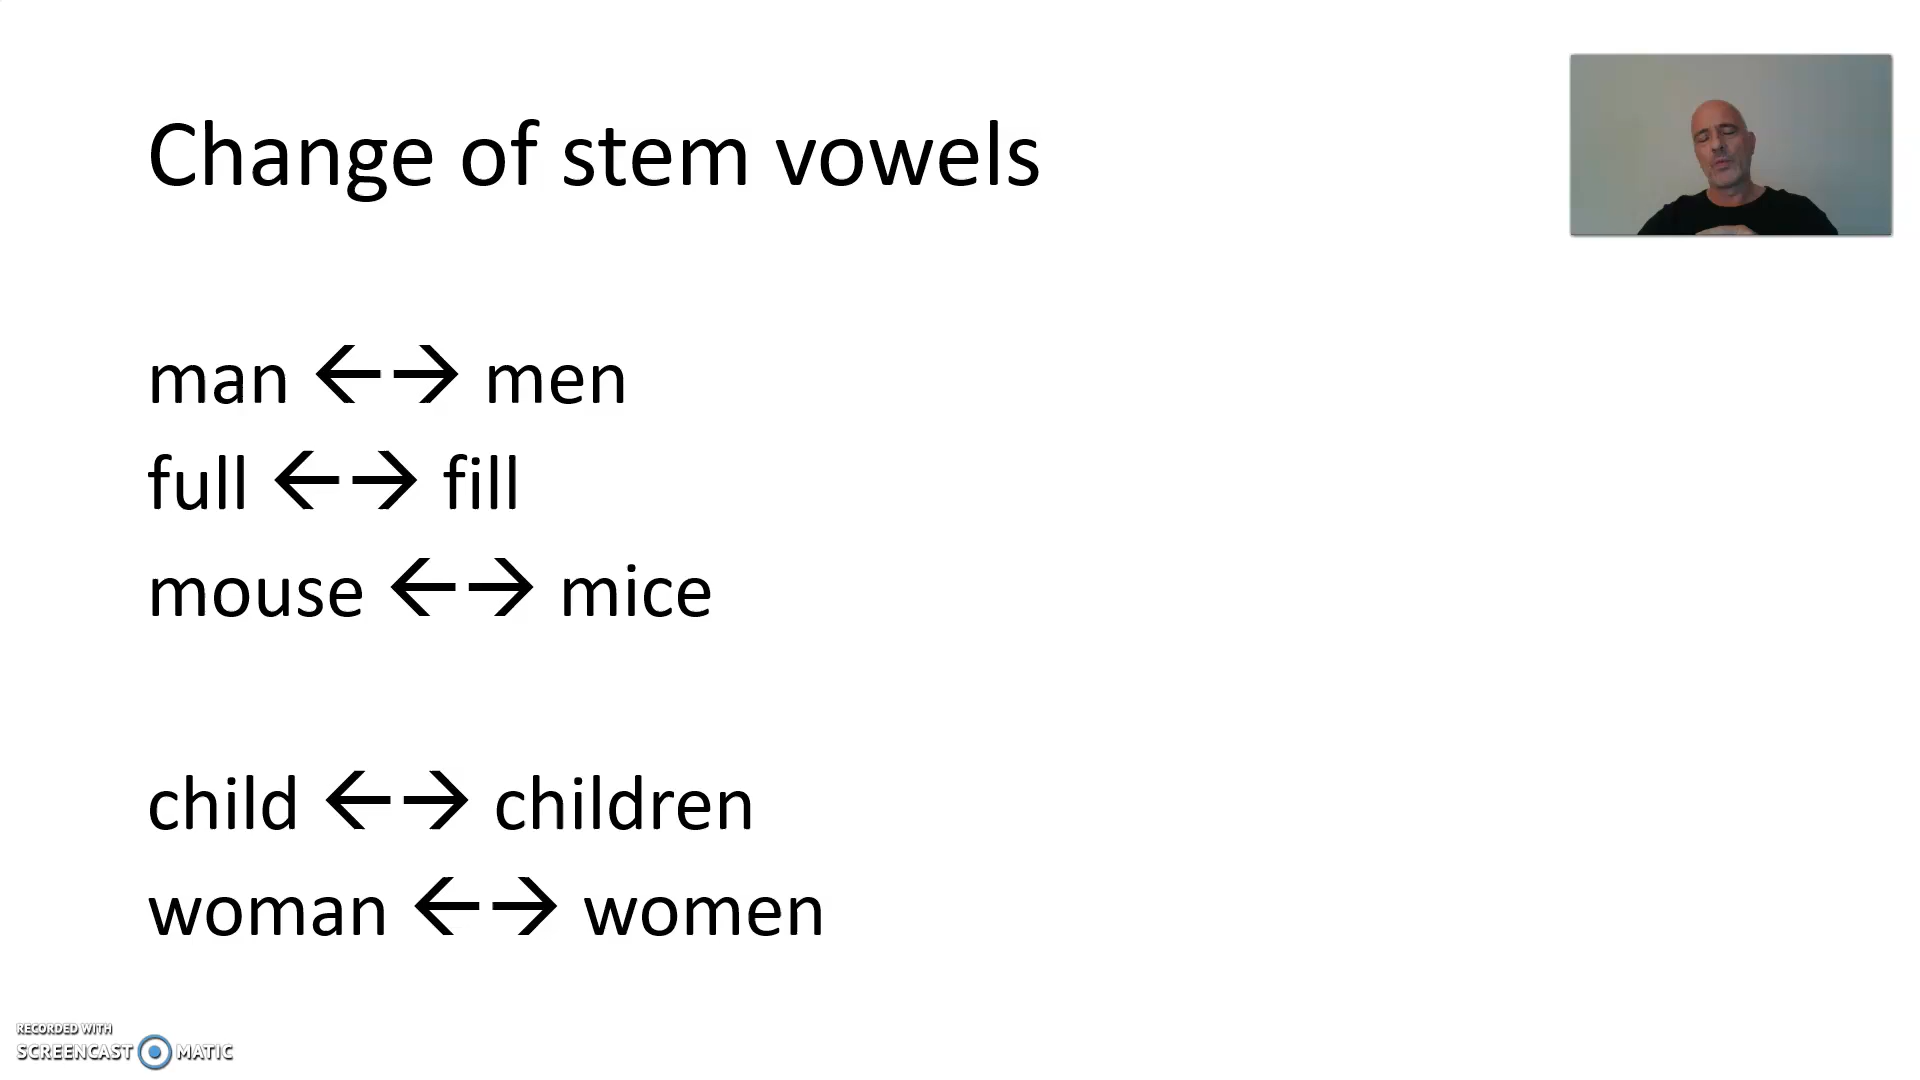 Change of stem vowels
man ←→ men
full ←→ fill
mouse ←→ mice
child ←→ children
woman ←→ women
RECORDED WITH
SCREENCAST MATIC